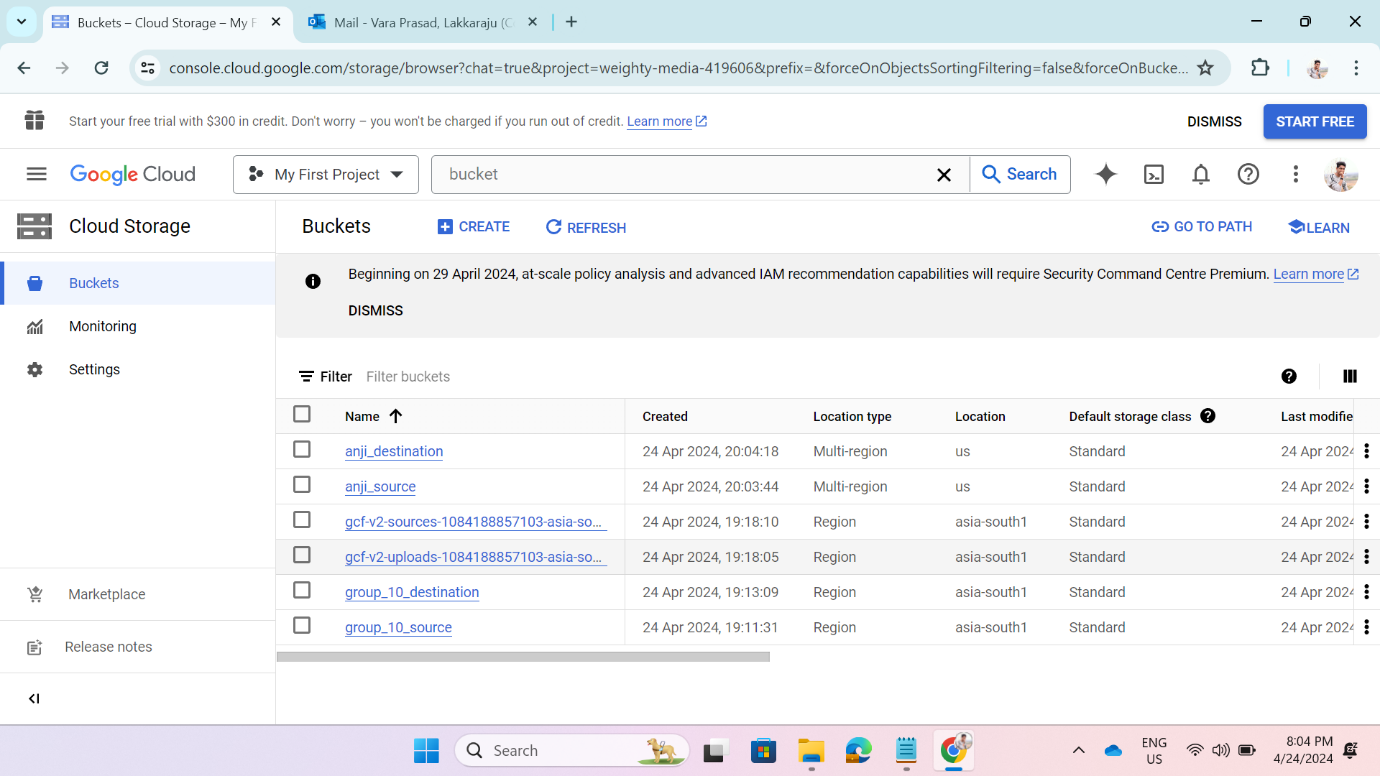 Buckets – Cloud Storage – My F
Mail - Vara Prasad, Lakkaraju (C
console.cloud.google.com/storage/browser?chat=true&project=weighty-media-419606&prefix=&forceOnObjectsSortingFiltering=false&forceOnBucke...
Start your free trial with $300 in credit. Don't worry – you won't be charged if you run out of credit. Learn more
DISMISS
START FREE
Google Cloud
My First Project
bucket
Search
Cloud Storage
Buckets
CREATE
REFRESH
GO TO PATH
LEARN
Buckets
Monitoring
Settings
Marketplace
Release notes
Beginning on 29 April 2024, at-scale policy analysis and advanced IAM recommendation capabilities will require Security Command Centre Premium. Learn more
DISMISS
Filter Filter buckets
Name Created Location type Location Default storage class Last modifie
anji_destination 24 Apr 2024, 20:04:18 Multi-region us Standard 24 Apr 2024
anji_source 24 Apr 2024, 20:03:44 Multi-region us Standard 24 Apr 2024
gcf-v2-sources-1084188857103-asia-so... 24 Apr 2024, 19:18:10 Region asia-south1 Standard 24 Apr 2024
gcf-v2-uploads-1084188857103-asia-so... 24 Apr 2024, 19:18:05 Region asia-south1 Standard 24 Apr 2024
group_10_destination 24 Apr 2024, 19:13:09 Region asia-south1 Standard 24 Apr 2024
group_10_source 24 Apr 2024, 19:11:31 Region asia-south1 Standard 24 Apr 2024
Search
ENG
US
8:04 PM
4/24/2024